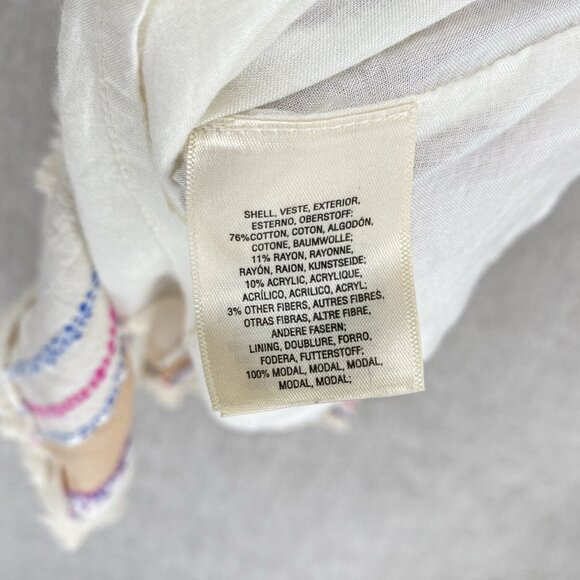 SHELL, VESTE, EXTERIOR,
ESTERNO, OBERSTOFF;
76%COTTON, COTON, ALGODÓN,
COTONE, BAUMWOLLE;
11% RAYON, RAYONNE,
RAYÓN, RAION, KUNSTSEIDE;
10% ACRYLIC, ACRYLIQUE,
ACRÍLICO, ACRILICO, ACRYL;
3% OTHER FIBERS, AUTRES FIBRES,
OTRAS FIBRAS, ALTRE FIBRE,
ANDERE FASERN;
LINING, DOUBLURE, FORRO,
FODERA, FUTTERSTOFF;
100% MODAL, MODAL, MODAL,
MODAL, MODAL;